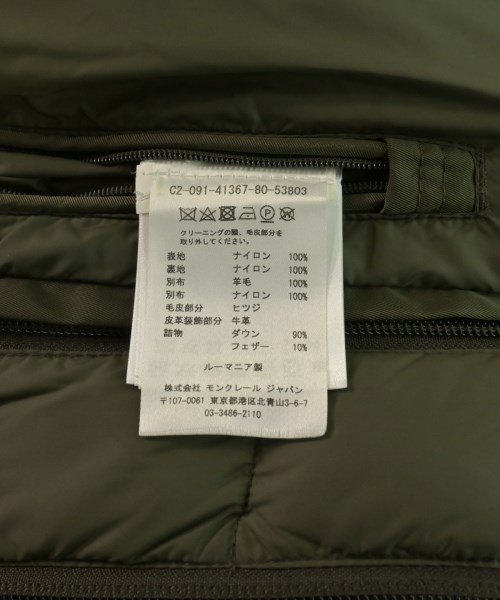 C2-091-41367-80-53803
クリーニングの際、毛皮部分を
取り外してください。
表地 ナイロン 100%
裏地 ナイロン 100%
別布 羊毛 100%
別布 ナイロン 100%
毛皮部分 ヒツジ
皮革装飾部分 牛革
詰物 ダウン 90%
フェザー 10%
ルーマニア製
株式会社 モンクレール ジャパン
〒107-0061 東京都港区北青山3-6-7
03-3486-2110